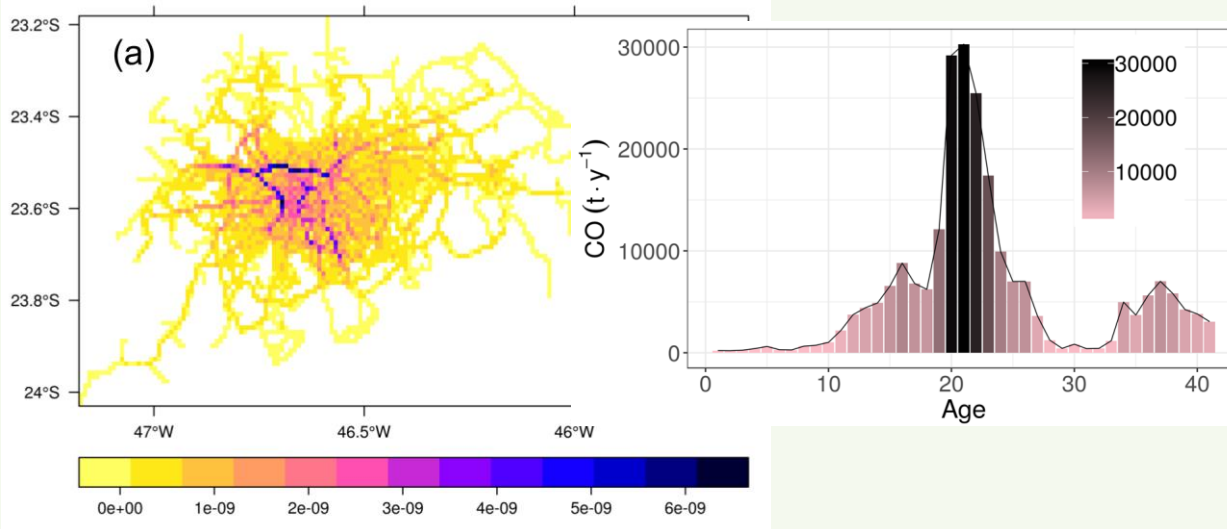 (a)
23.2°S
23.4°S
23.6°S
23.8°S
24°S
47°W 46.5°W 46°W
0e+00 1e-09 2e-09 3e-09 4e-09 5e-09 6e-09
CO (t · y⁻¹)
30000
20000
10000
0
30000
20000
10000
0 10 20 30 40
Age